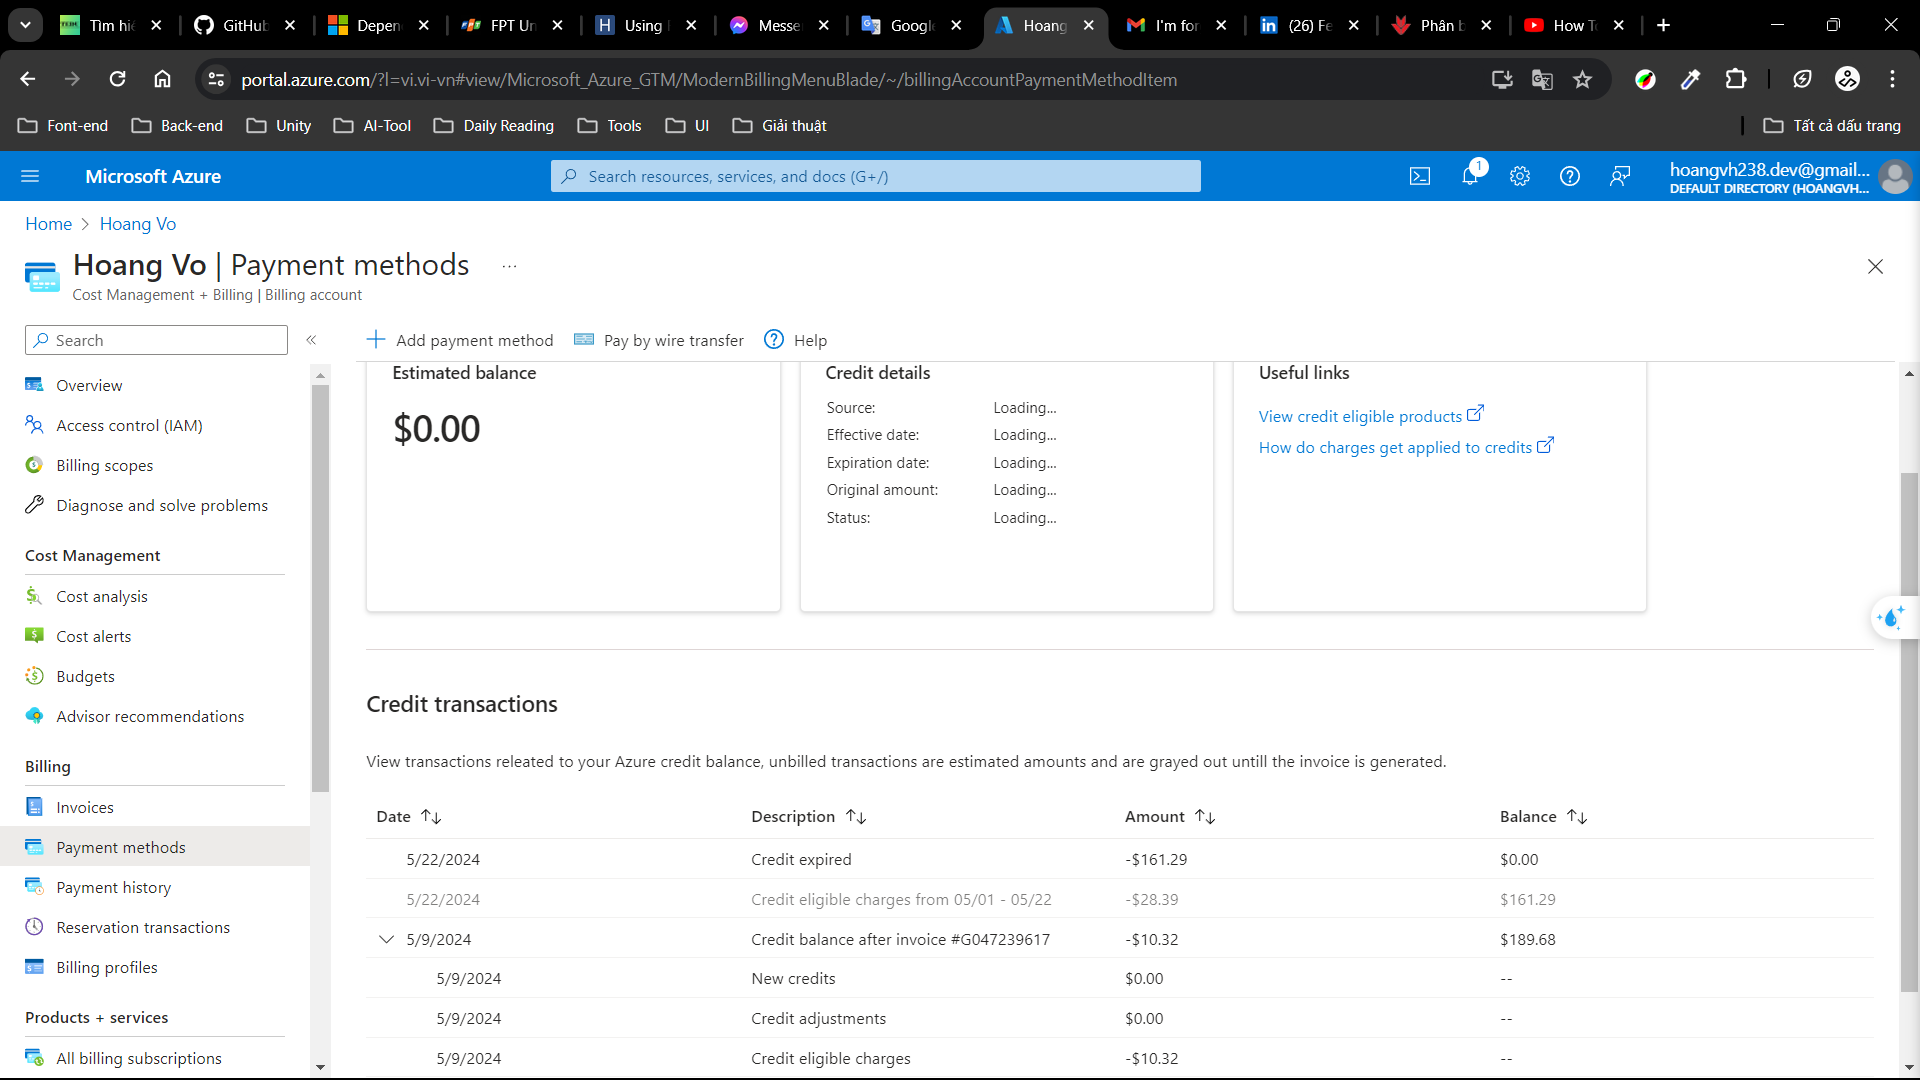 Tìm hiể
GitHub
Depen
FPT Un
Using
Messe
Google
Hoang
I'm for
(26) Fe
Phân b
How To
portal.azure.com/?l=vi.vi-vn#view/Microsoft_Azure_GTM/ModernBillingMenuBlade/~/billingAccountPaymentMethodItem
Font-end
Back-end
Unity
AI-Tool
Daily Reading
Tools
UI
Giải thuật
Tất cả dấu trang
Microsoft Azure
Search resources, services, and docs (G+/)
1
hoangvh238.dev@gmail...
DEFAULT DIRECTORY (HOANGVH...
Home > Hoang Vo
Hoang Vo | Payment methods ...
Cost Management + Billing | Billing account
Search
Overview
Access control (IAM)
Billing scopes
Diagnose and solve problems
Cost Management
Cost analysis
Cost alerts
Budgets
Advisor recommendations
Billing
Invoices
Payment methods
Payment history
Reservation transactions
Billing profiles
Products + services
All billing subscriptions
Add payment method
Pay by wire transfer
Help
Estimated balance
$0.00
Credit details
Source: Loading...
Effective date: Loading...
Expiration date: Loading...
Original amount: Loading...
Status: Loading...
Useful links
View credit eligible products
How do charges get applied to credits
Credit transactions
View transactions releated to your Azure credit balance, unbilled transactions are estimated amounts and are grayed out untill the invoice is generated.
Date Description Amount Balance
5/22/2024 Credit expired -$161.29 $0.00
5/22/2024 Credit eligible charges from 05/01 - 05/22 -$28.39 $161.29
5/9/2024 Credit balance after invoice #G047239617 -$10.32 $189.68
5/9/2024 New credits $0.00 --
5/9/2024 Credit adjustments $0.00 --
5/9/2024 Credit eligible charges -$10.32 --